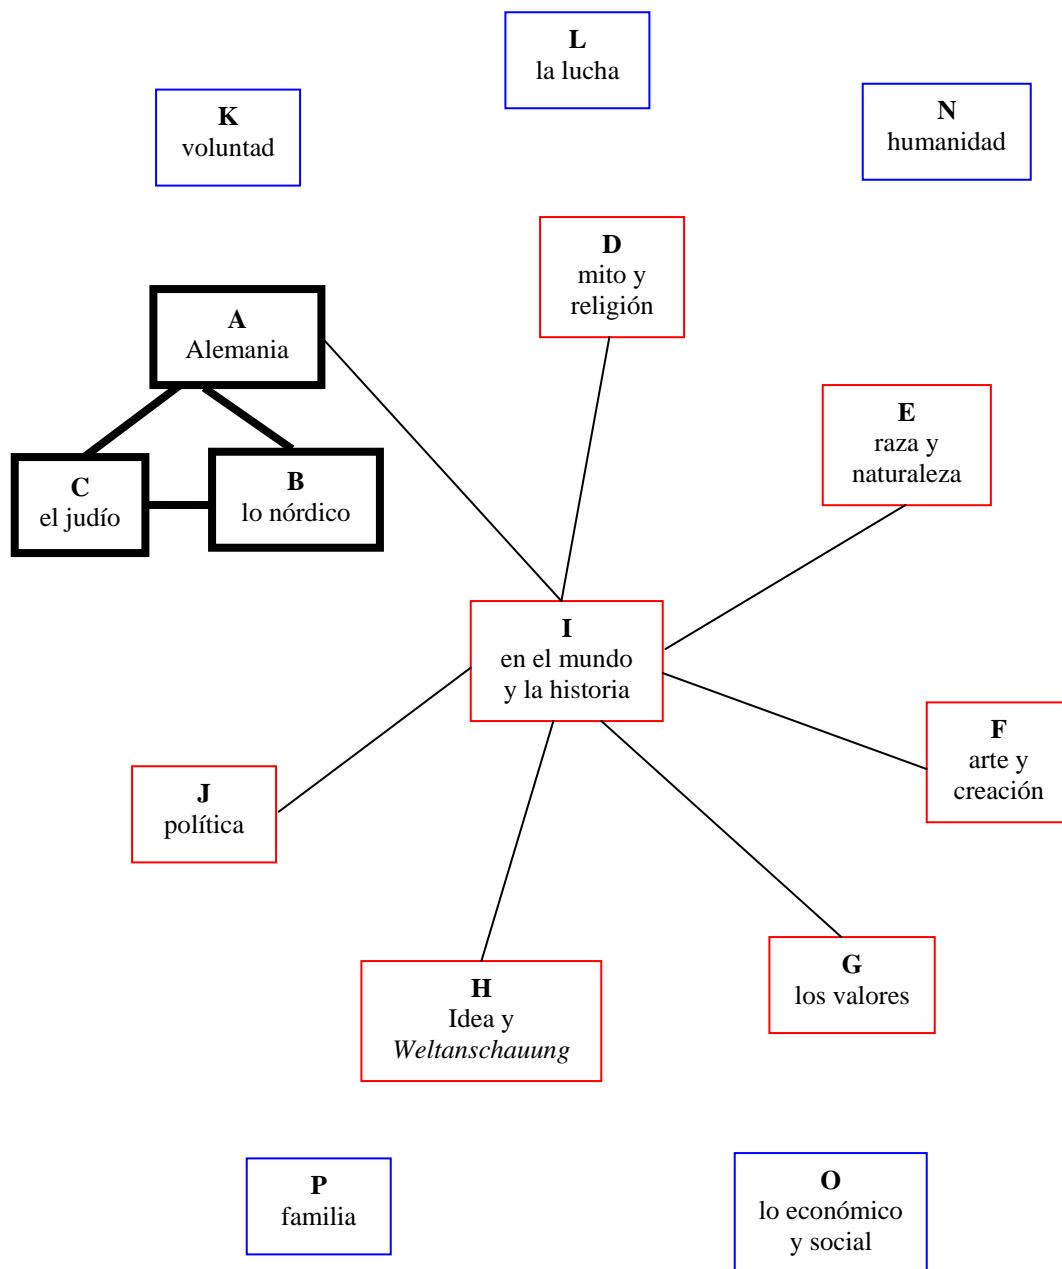 L
la lucha
K
voluntad
N
humanidad
D
mito y
religión
A
Alemania
E
raza y
naturaleza
C
el judío
B
lo nórdico
I
en el mundo
y la historia
F
arte y
creación
J
política
G
los valores
H
Idea y
Weltanschauung
P
familia
O
lo económico
y social